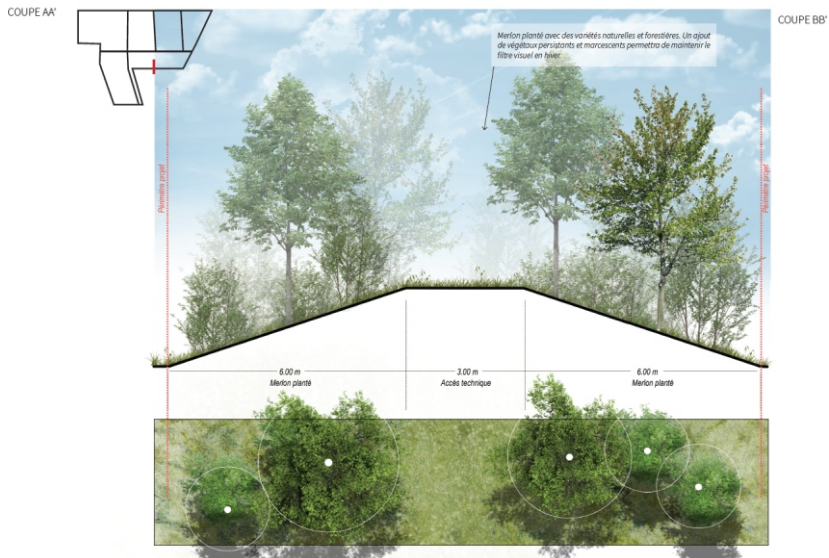 COUPE AA'
COUPE BB'
Merlon planté avec des variétés naturelles et forestières. Un ajout
de végétaux persistants et marcescents permettra de maintenir le
filtre visuel en hiver.
Périmètre projet
Périmètre projet
6.00 m
3.00 m
6.00 m
Merlon planté
Accès technique
Merlon planté